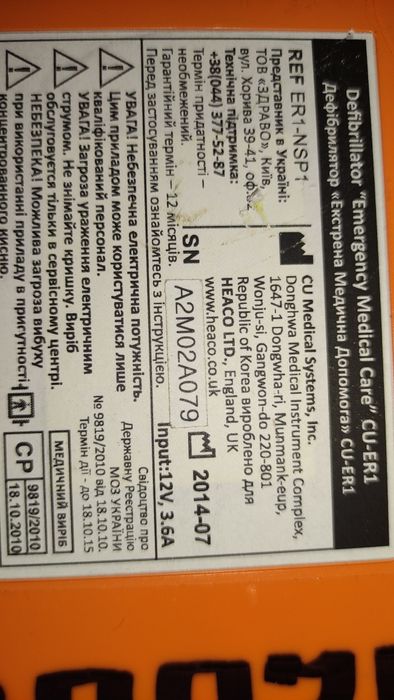 Defibrillator "Emergency Medical Care" CU-ER1
Дефібрилятор «Екстрена Медична Допомога» CU-ER1
REF ER1-NSP1
Представник в Україні:
ТОВ «ЗДРАВО», Київ,
вул. Хорива 39-41, оф.
Технічна підтримка:
+38(044) 377-52-87
Термін придатності –
необмежений.
Гарантійний термін – 12 місяців.
Перед застосуванням ознайомтесь з інструкцією.
CU Medical Systems, Inc.
Donghwa Medical Instrument Complex,
1647-1 Dongwha-ri, Munmank-eup,
Wonju-si, Gangwon-do 220-801
Republic of Korea вироблено для
HEACO LTD., England, UK
www.heaco.co.uk
SN A2M02A079 2014-07
Input:12V, 3.6A
УВАГА! Небезпечна електрична потужність.
Цим приладом може користуватися лише
кваліфікований персонал.
УВАГА! Загроза ураження електричним
струмом. Не знімайте кришку. Виріб
обслуговується тільки в сервісному центрі.
НЕБЕЗПЕКА! Можлива загроза вибуху
при використанні приладу в присутності
концентрованого кисню.
Свідоцтво про
Державну Реєстрацію
МОЗ УКРАЇНИ
№ 9819/2010 від 18.10.10.
Термін дії - до 18.10.15
МЕДИЧНИЙ ВИРІБ
СР 9819/2010
18.10.2010